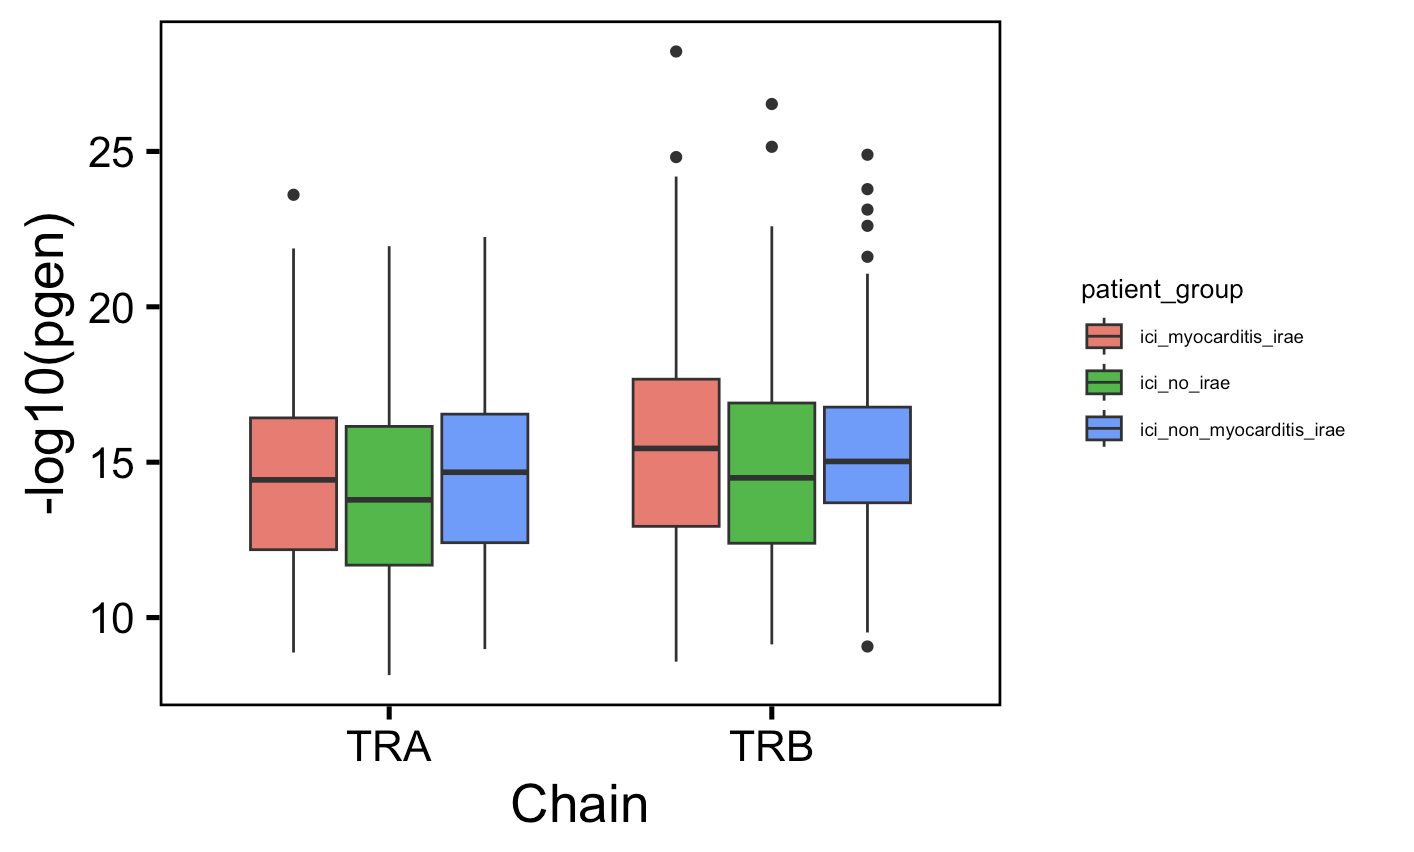 -log10(pgen)
25
20
15
10
TRA
TRB
Chain
patient_group
ici_myocarditis_irae
ici_no_irae
ici_non_myocarditis_irae